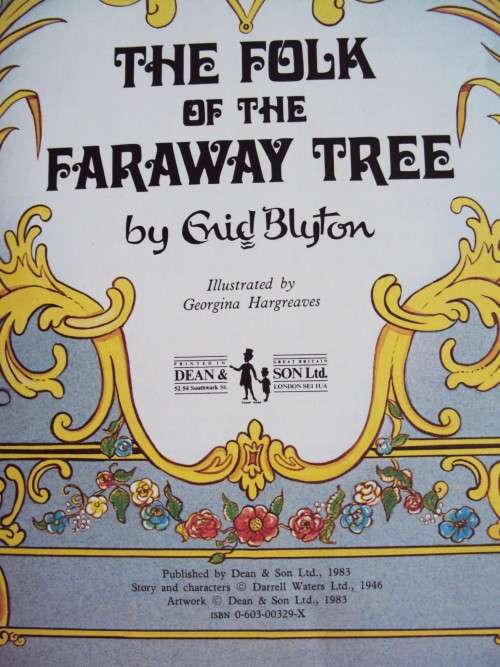 THE FOLK
OF THE
FARAWAY TREE
by Enid Blyton
Illustrated by
Georgina Hargreaves
PRINTED IN GREAT BRITAIN
DEAN & SON Ltd.
52/54 Southwark St. LONDON SE1 1UA
Published by Dean & Son Ltd., 1983
Story and characters © Darrell Waters Ltd., 1946
Artwork © Dean & Son Ltd., 1983
ISBN 0-603-00329-X